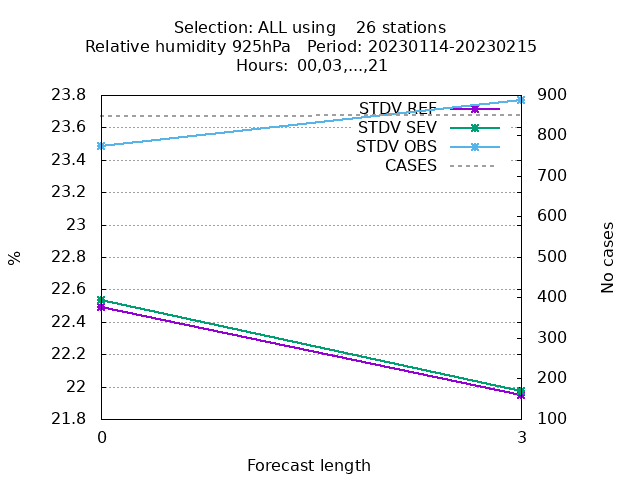 Selection: ALL using 26 stations
Relative humidity 925hPa Period: 20230114-20230215
Hours: 00,03,...,21
23.8
23.6
23.4
23.2
23
22.8
22.6
22.4
22.2
22
21.8
%
STDV REF
STDV SEV
STDV OBS
CASES
900
800
700
600
500
400
300
200
100
No cases
0
3
Forecast length